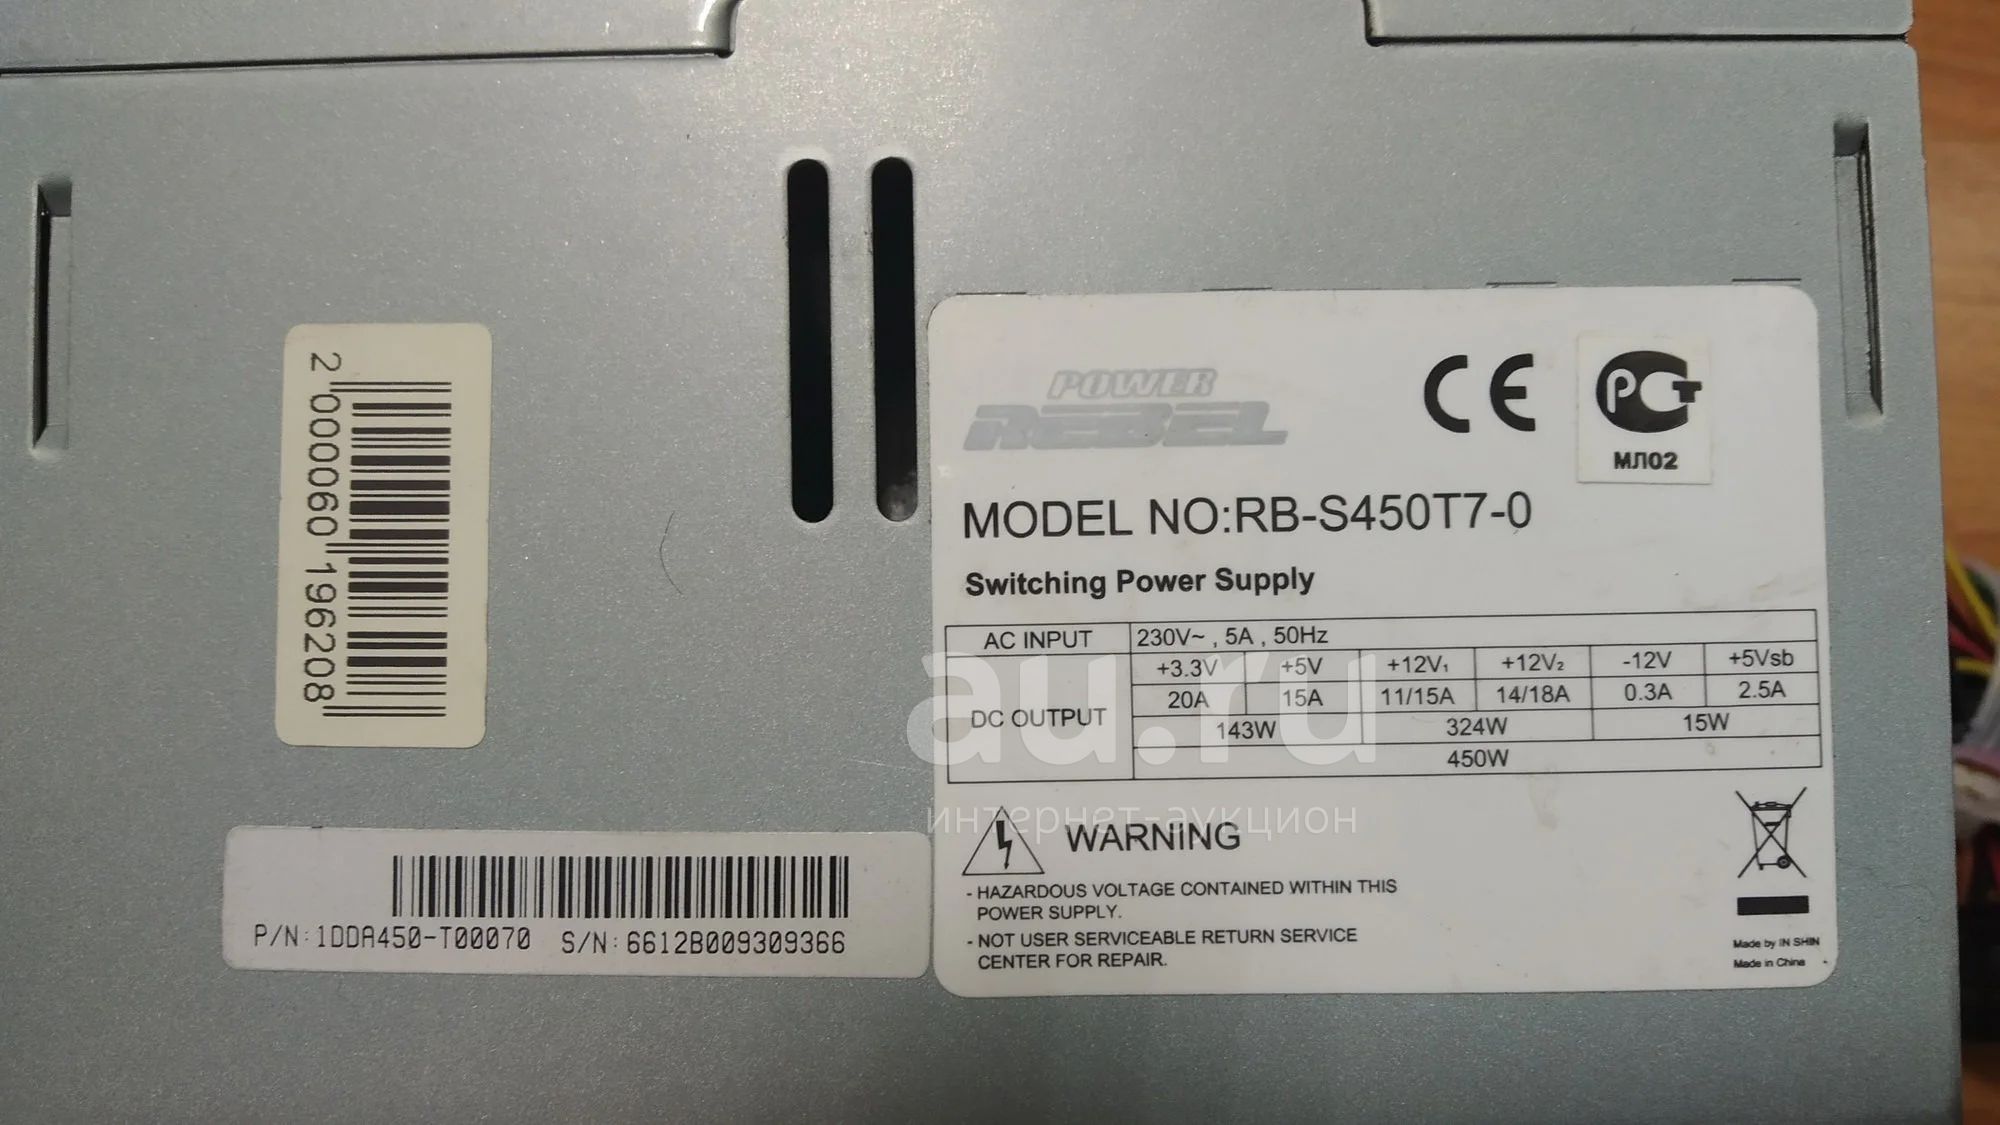 POWER
REBEL
CE
РСТ
МЛ02
MODEL NO:RB-S450T7-0
Switching Power Supply
AC INPUT 230V~ , 5A , 50Hz
DC OUTPUT
+3.3V +5V +12V₁ +12V₂ -12V +5Vsb
20A 15A 11/15A 14/18A 0.3A 2.5A
143W 324W 15W
450W
au.ru
интернет-аукцион
WARNING
- HAZARDOUS VOLTAGE CONTAINED WITHIN THIS
POWER SUPPLY.
- NOT USER SERVICEABLE RETURN SERVICE
CENTER FOR REPAIR.
Made by IN SHIN
Made in China
2 000060 196208
P/N:1DDA450-T00070 S/N:6612B009309366